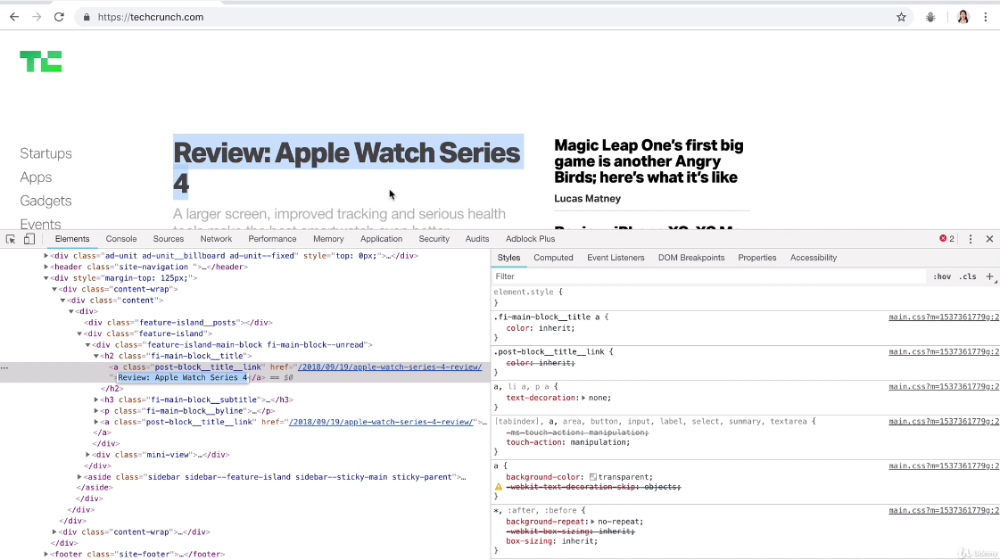 https://techcrunch.com
TC
Startups
Apps
Gadgets
Events
Review: Apple Watch Series
4
A larger screen, improved tracking and serious health
tools make the best smartwatch even better
Magic Leap One’s first big
game is another Angry
Birds; here’s what it’s like
Lucas Matney
Review: iPhone XS, XS M
Elements Console Sources Network Performance Memory Application Security Audits Adblock Plus
2
<div class="ad-unit ad-unit__billboard ad-unit--fixed" style="top: 0px;">…</div>
<header class="site-navigation ">…</header>
<div style="margin-top: 125px;">
<div class="content-wrap">
<div class="content">
<div>
<div class="feature-island__posts"></div>
<div class="feature-island">
<div class="feature-island-main-block fi-main-block--unread">
<h2 class="fi-main-block__title">
… <a class="post-block__title__link" href="/2018/09/19/apple-watch-series-4-review/
">Review: Apple Watch Series 4</a> == $0
</h2>
<h3 class="fi-main-block__subtitle">…</h3>
<p class="fi-main-block__byline">…</p>
<a class="post-block__title__link" href="/2018/09/19/apple-watch-series-4-review/">…
</a>
</div>
<div class="mini-view">…</div>
</div>
<aside class="sidebar sidebar--feature-island sidebar--sticky-main sticky-parent">…
</aside>
</div>
</div>
</div>
<div class="content-wrap">…</div>
</div>
<footer class="site-footer">…</footer>
Styles Computed Event Listeners DOM Breakpoints Properties Accessibility
Filter :hov .cls +
element.style {
}
.fi-main-block__title a { main.css?m=1537361779g:2
color: inherit;
}
.post-block__title__link { main.css?m=1537361779g:2
color: inherit;
}
a, li a, p a { main.css?m=1537361779g:2
text-decoration: none;
}
[tabindex], a, area, button, input, label, select, summary, textarea { main.css?m=1537361779g:2
-ms-touch-action: manipulation;
touch-action: manipulation;
}
a { main.css?m=1537361779g:2
background-color: transparent;
-webkit-text-decoration-skip: objects;
}
*, :after, :before { main.css?m=1537361779g:2
background-repeat: no-repeat;
-webkit-box-sizing: inherit;
box-sizing: inherit;
}
Udemy